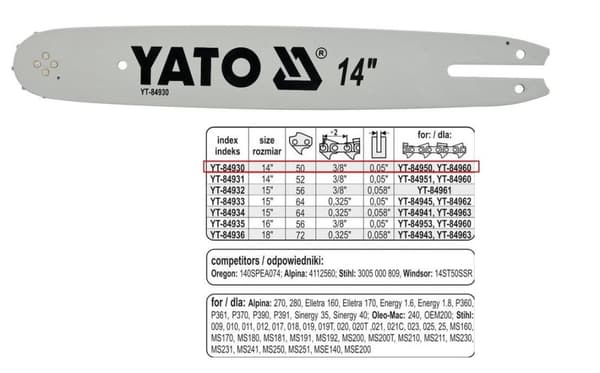 YATO ® 14"
YT-84930
index size -2 for: / dla:
indeks rozmiar
YT-84930 14" 50 3/8" 0,05" YT-84950, YT-84960
YT-84931 14" 52 3/8" 0,05" YT-84951, YT-84960
YT-84932 15" 56 3/8" 0,058" YT-84961
YT-84933 15" 64 0,325" 0,05" YT-84945, YT-84962
YT-84934 15" 64 0,325" 0,058" YT-84941, YT-84963
YT-84935 16" 56 3/8" 0,05" YT-84953, YT-84960
YT-84936 18" 72 0,325" 0,058" YT-84943, YT-84963
competitors / odpowiedniki:
Oregon: 140SPEA074; Alpina: 4112560; Stihl: 3005 000 809, Windsor: 14ST50SSR
for / dla: Alpina: 270, 280, Elletra 160, Elletra 170, Energy 1.6, Energy 1.8, P360,
P361, P370, P390, P391, Sinergy 35, Sinergy 40; Oleo-Mac: 240, OEM200; Stihl:
009, 010, 011, 012, 017, 018, 019, 019T, 020, 020T ,021, 021C, 023, 025, 25, MS160,
MS170, MS180, MS181, MS191, MS192, MS200, MS200T, MS210, MS211, MS230,
MS231, MS241, MS250, MS251, MSE140, MSE200